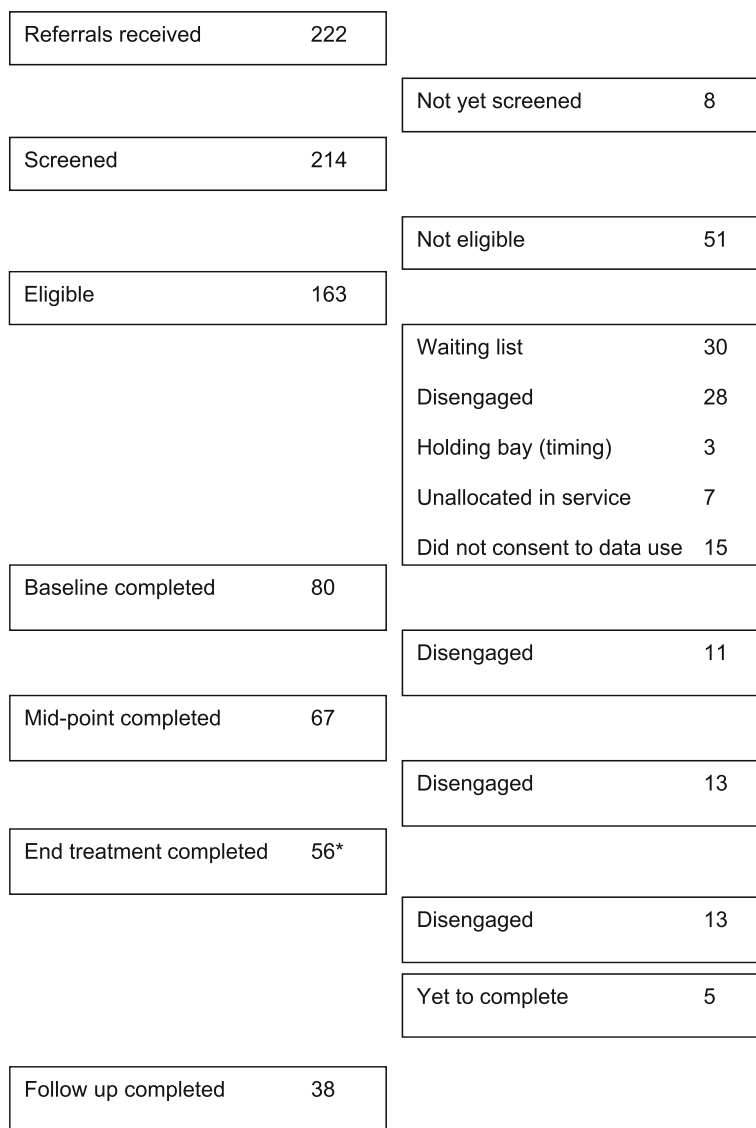 Referrals received 222
Not yet screened 8
Screened 214
Not eligible 51
Eligible 163
Waiting list 30
Disengaged 28
Holding bay (timing) 3
Unallocated in service 7
Did not consent to data use 15
Baseline completed 80
Disengaged 11
Mid-point completed 67
Disengaged 13
End treatment completed 56*
Disengaged 13
Yet to complete 5
Follow up completed 38